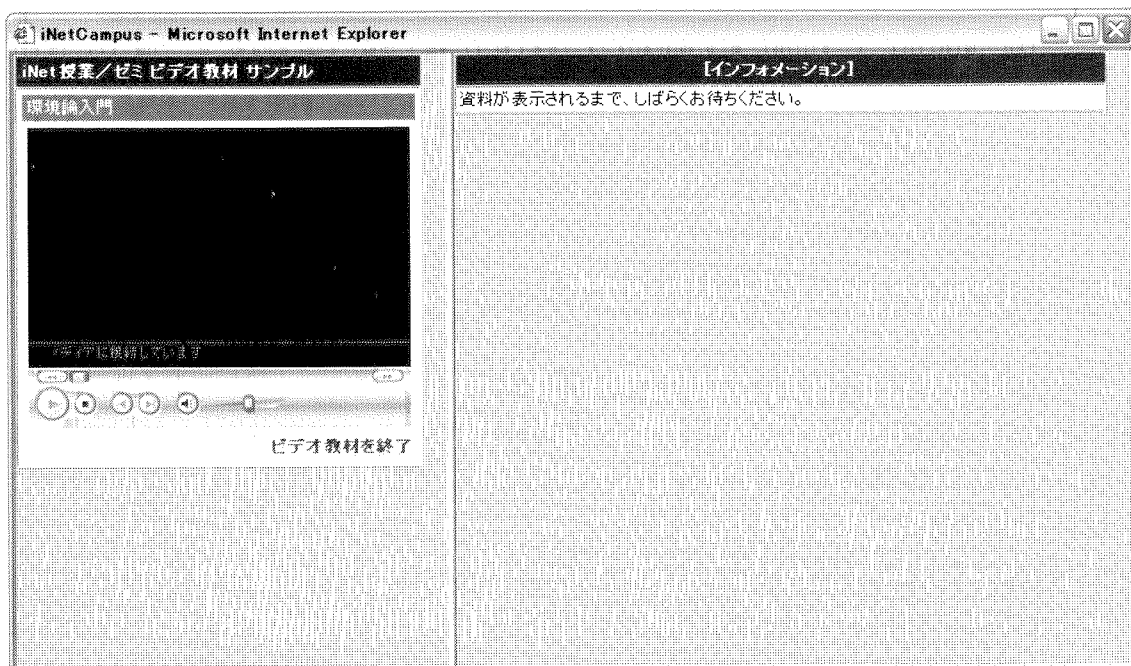 iNetCampus - Microsoft Internet Explorer
iNet授業／ゼミ ビデオ教材 サンプル
環境論入門
メディアに接続しています
ビデオ教材を終了
【インフォメーション】
資料が表示されるまで、しばらくお待ちください。